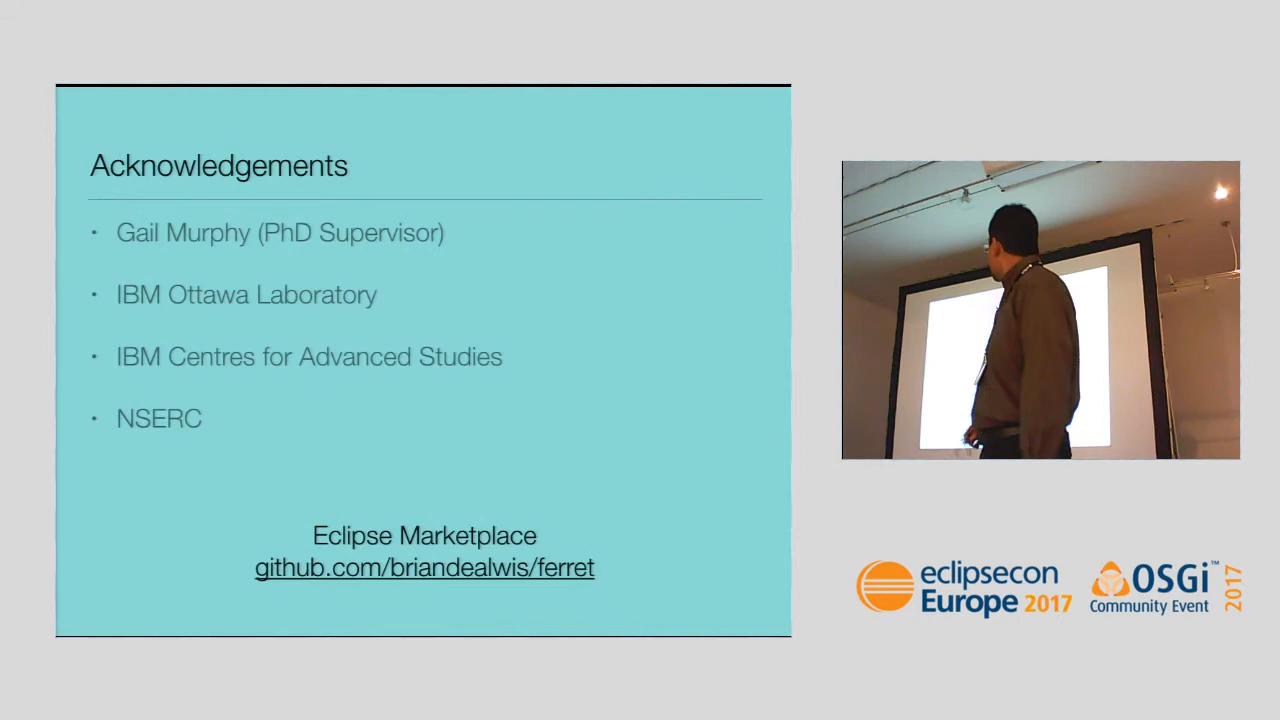 Acknowledgements
• Gail Murphy (PhD Supervisor)
• IBM Ottawa Laboratory
• IBM Centres for Advanced Studies
• NSERC
Eclipse Marketplace
github.com/briandealwis/ferret
eclipsecon
Europe 2017
OSGi™
Community Event
2017